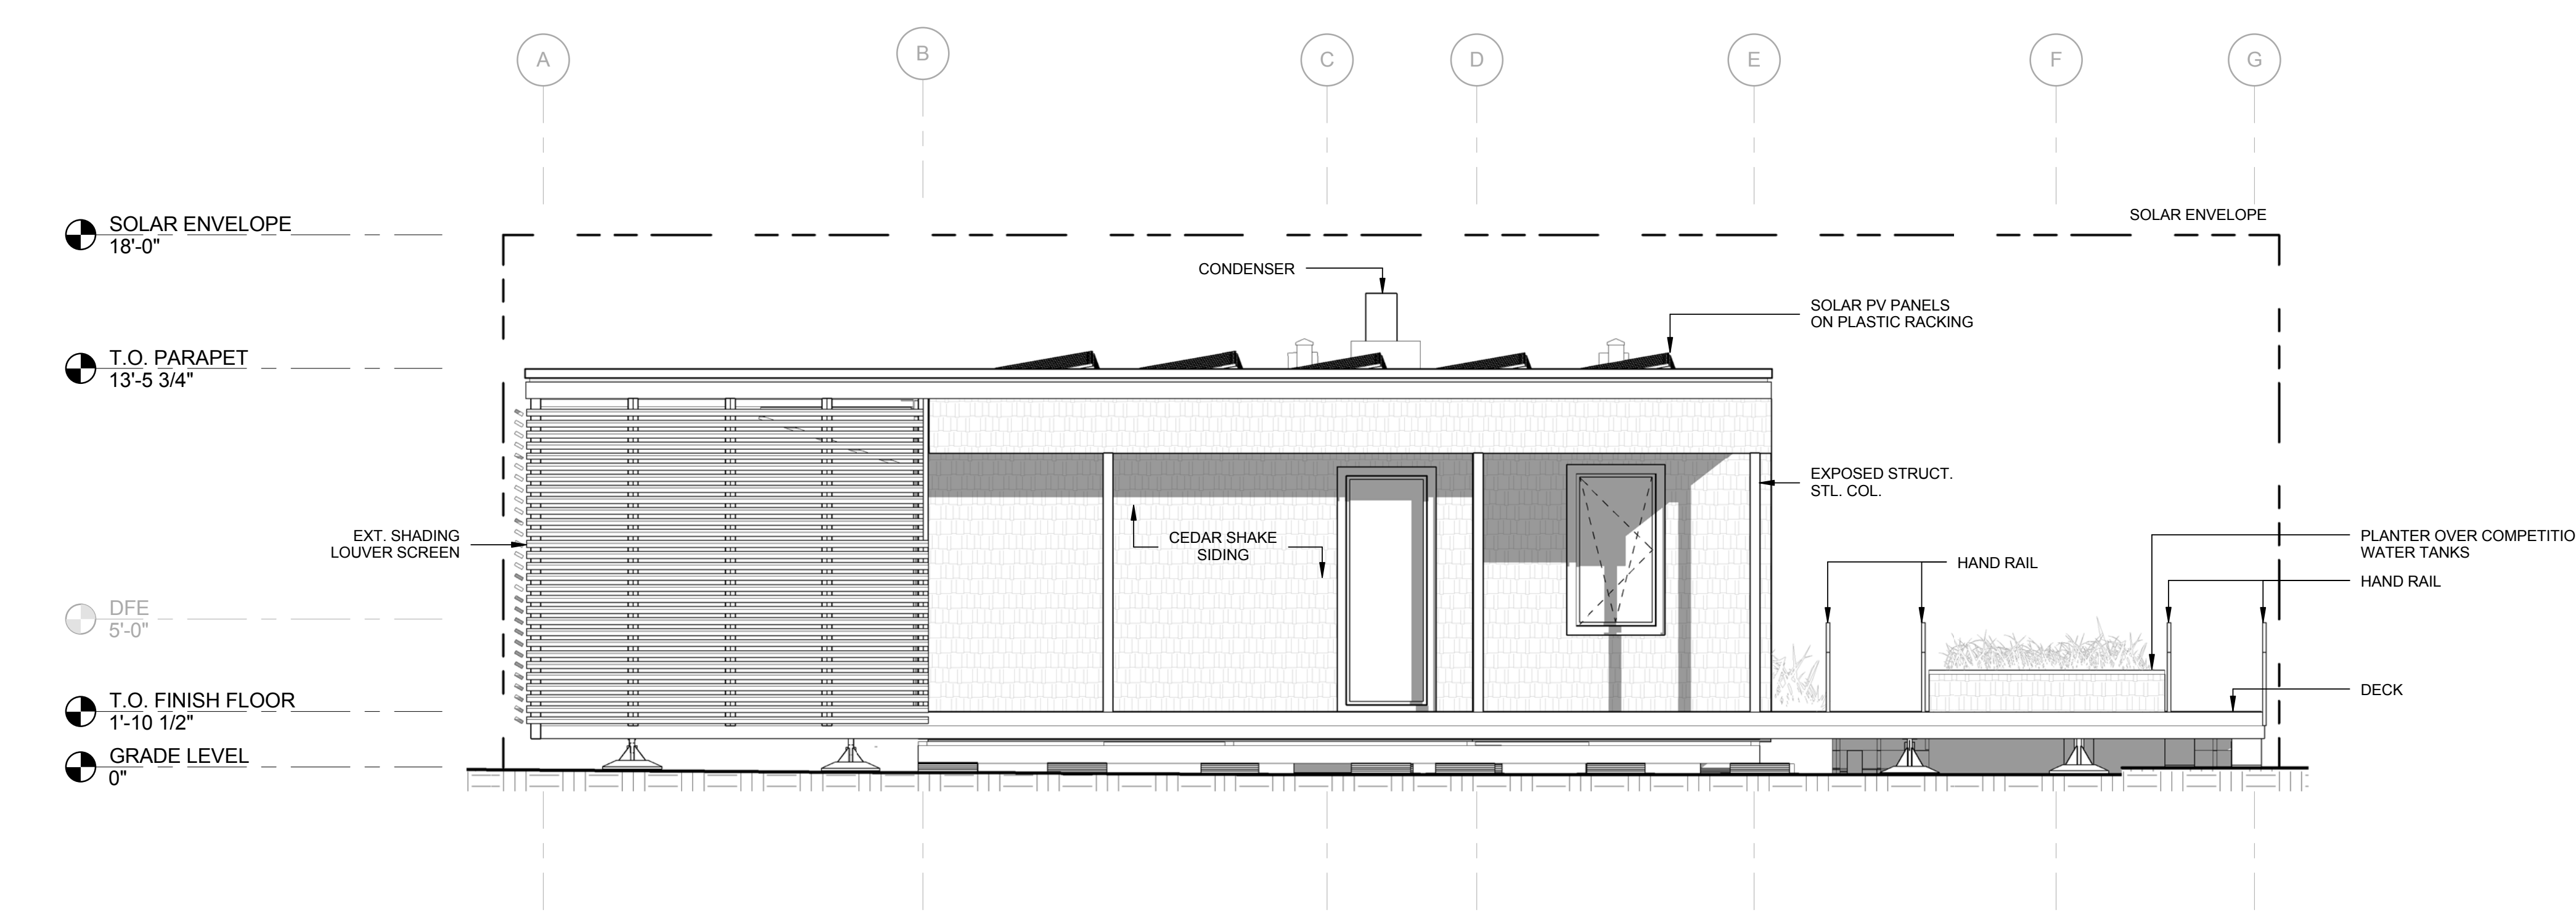 A
B
C
D
E
F
G
SOLAR ENVELOPE
18'-0"
SOLAR ENVELOPE
CONDENSER
SOLAR PV PANELS
ON PLASTIC RACKING
T.O. PARAPET
13'-5 3/4"
EXPOSED STRUCT.
STL. COL.
EXT. SHADING
LOUVER SCREEN
CEDAR SHAKE
SIDING
HAND RAIL
PLANTER OVER COMPETITIO
WATER TANKS
HAND RAIL
DFE
5'-0"
T.O. FINISH FLOOR
1'-10 1/2"
DECK
GRADE LEVEL
0"